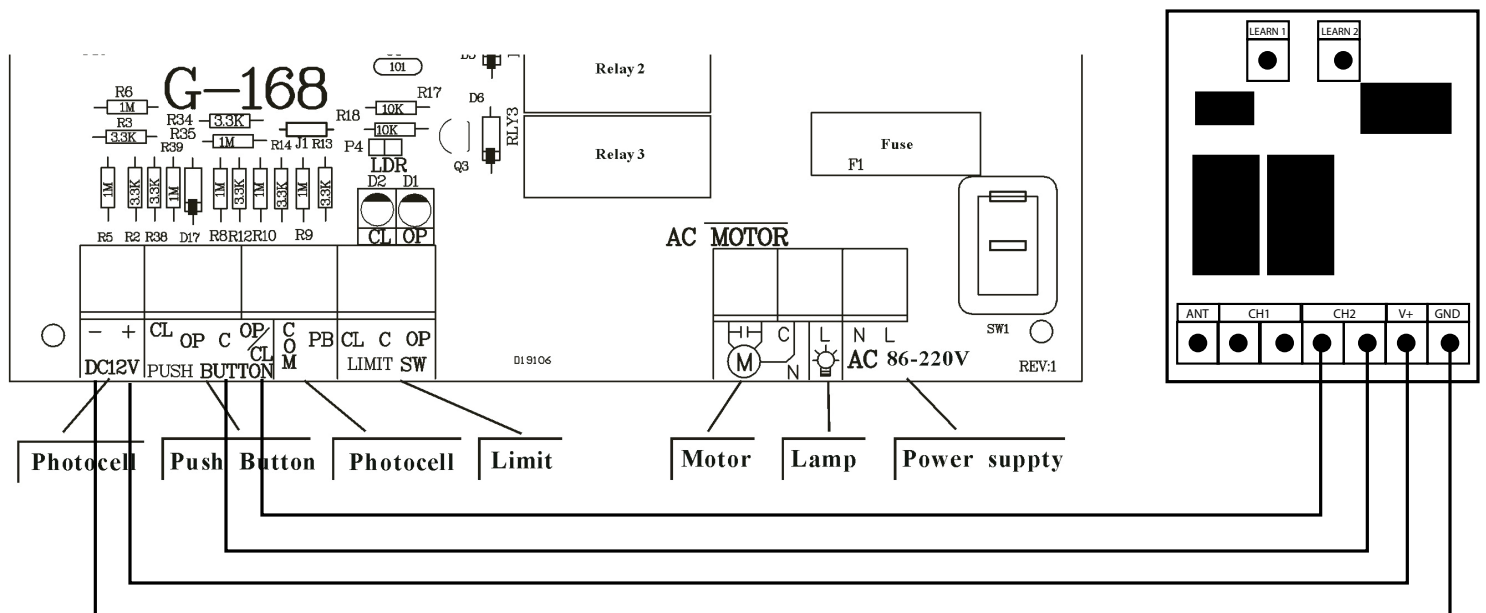 LEARN 1 LEARN 2
101
Relay 2
G-168
R6
1M
R17
10K
D6
RLY3
R34
3.3K
R18
10K
R3
3.3K
R35
1M
R39
R14 J1 R13
P4
LDR
Q3
Relay 3
Fuse
F1
1M 3.3K 3.3K 1M 1M 3.3K 1M 3.3K 1M 3.3K
D2 D1
CL OP
R5 R2 R38 D17 R8 R12 R10 R9
AC MOTOR
SW1
ANT CH1 CH2 V+ GND
- + CL OP C OP/CL COM PB CL C OP
DC12V PUSH BUTTON LIMIT SW
D19106
M C N L N L
AC 86-220V
REV:1
Photocell Push Button Photocell Limit Motor Lamp Power suppty